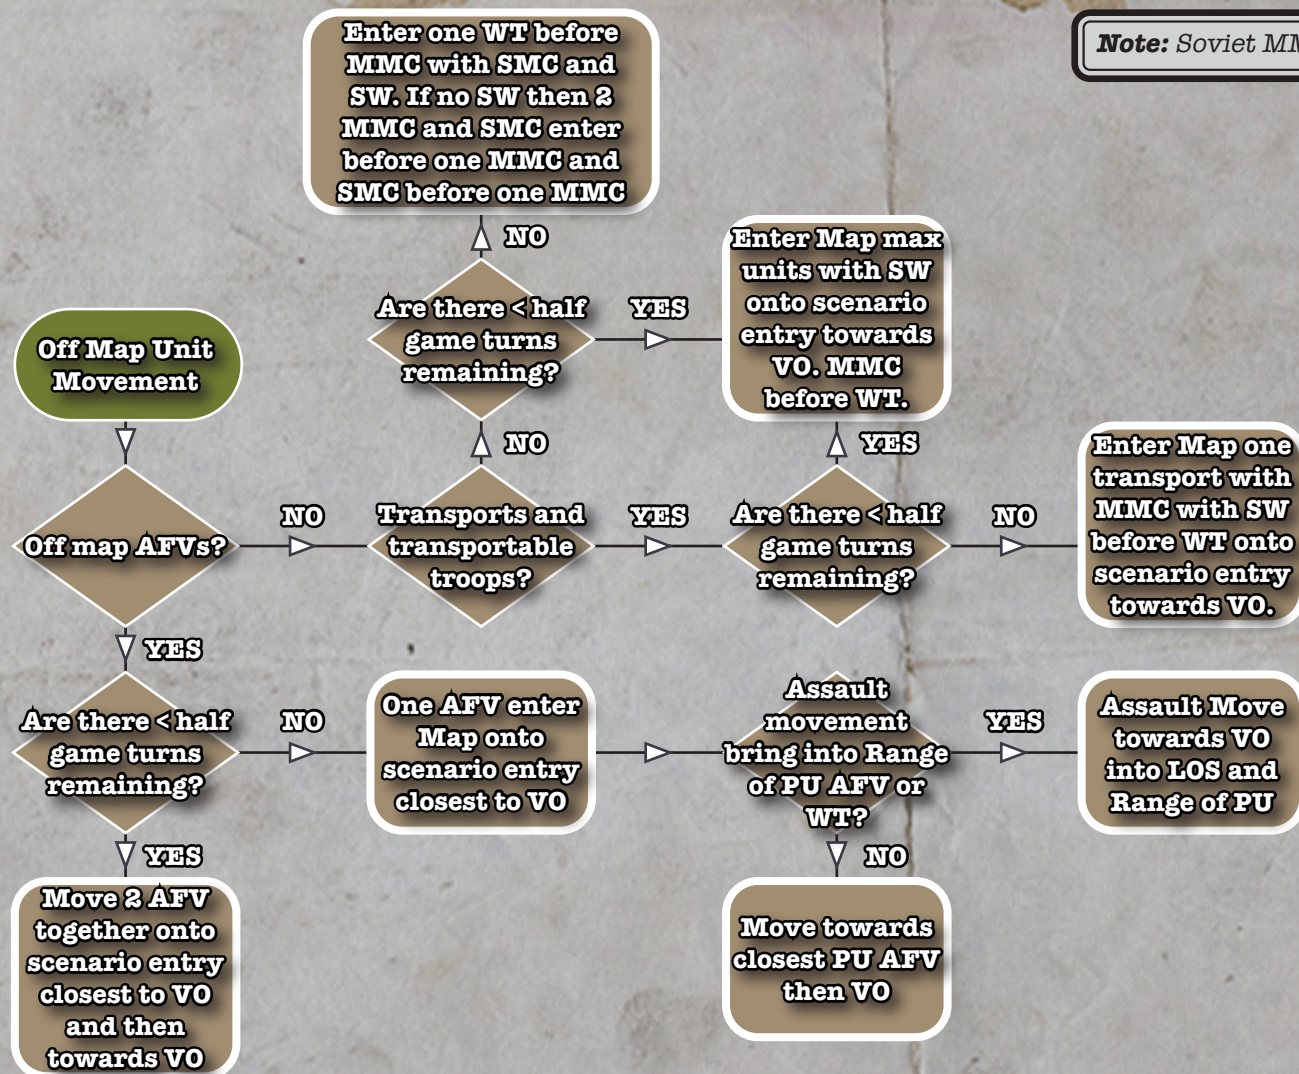 Enter one WT before
MMC with SMC and
SW. If no SW then 2
MMC and SMC enter
before one MMC and
SMC before one MMC
Note: Soviet
NO
Enter Map max
units with SW
onto scenario
entry towards
VO. MMC
before WT.
Are there < half
game turns
remaining?
YES
Off Map Unit
Movement
NO
YES
Enter Map one
transport with
MMC with SW
before WT onto
scenario entry
towards VO.
Off map AFVs?
NO
Transports and
transportable
troops?
YES
Are there < half
game turns
remaining?
NO
YES
Are there < half
game turns
remaining?
NO
One AFV enter
Map onto
scenario entry
closest to VO
Assault
movement
bring into Range
of PU AFV or
WT?
YES
Assault Move
towards VO
into LOS and
Range of PU
YES
NO
Move 2 AFV
together onto
scenario entry
closest to VO
and then
towards VO
Move towards
closest PU AFV
then VO